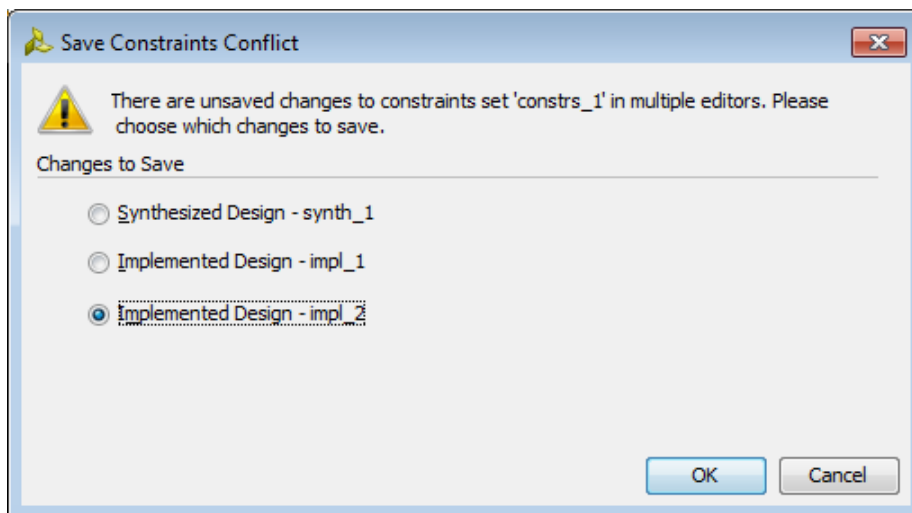 Save Constraints Conflict
There are unsaved changes to constraints set 'constrs_1' in multiple editors. Please
choose which changes to save.
Changes to Save
Synthesized Design - synth_1
Implemented Design - impl_1
Implemented Design - impl_2
OK
Cancel